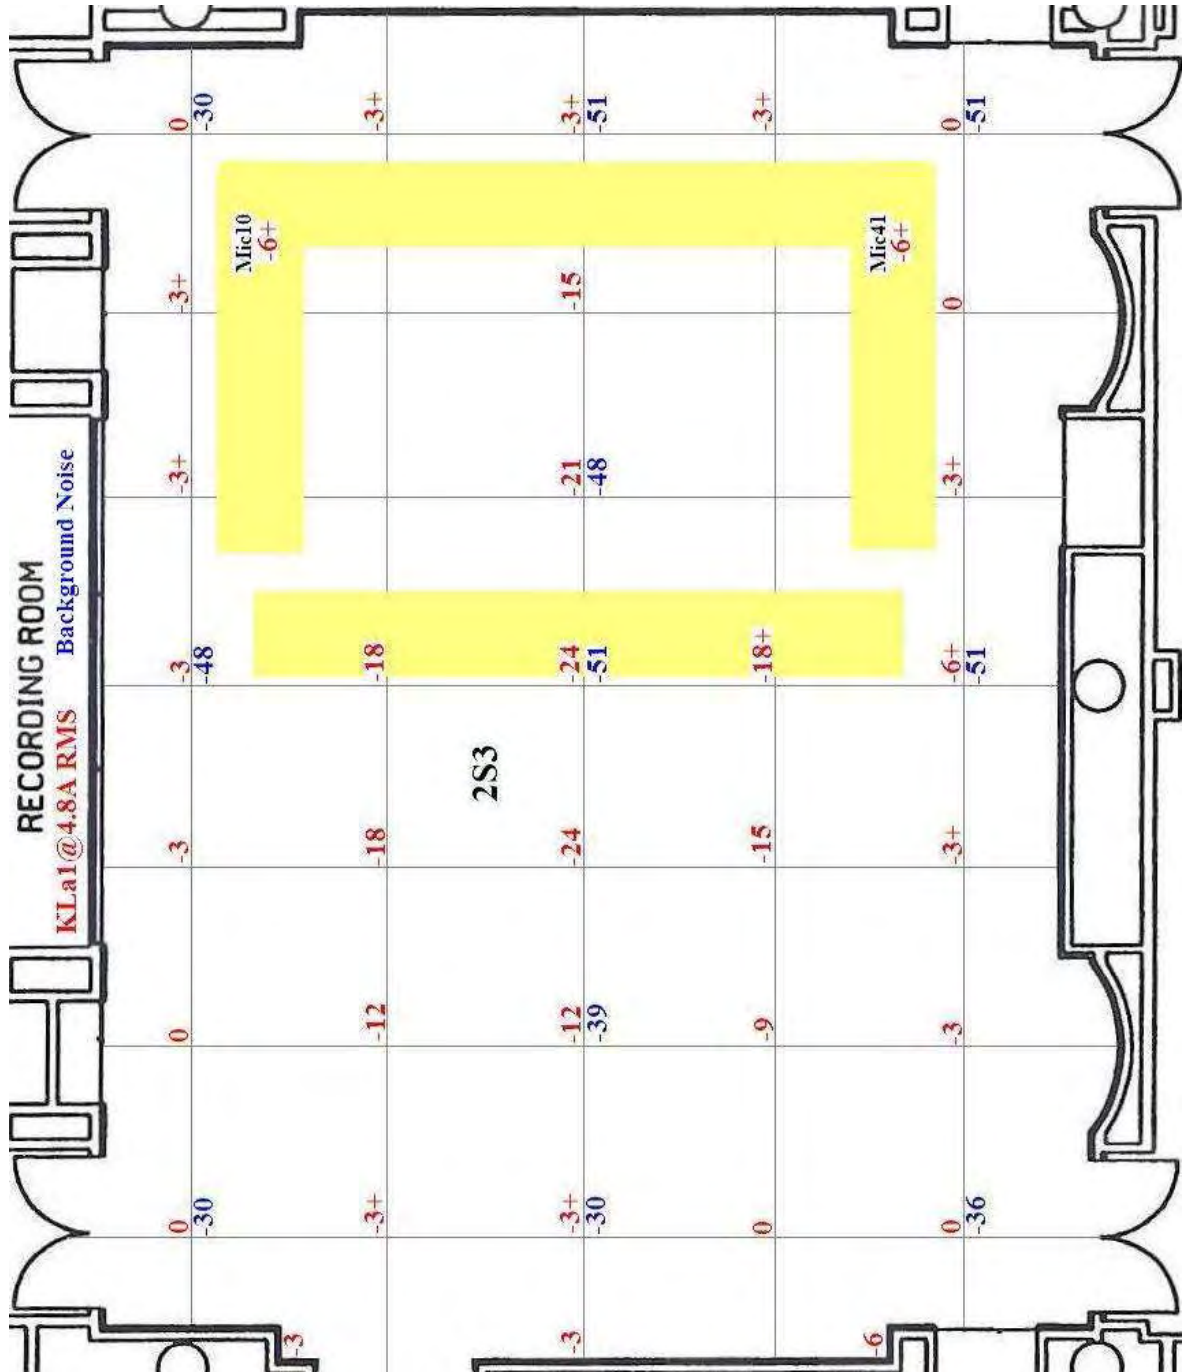 RECORDING ROOM
KLa1@4.8A RMS Background Noise
0 0 -3 -3 -3+ -3+ 0
-30 -48 -30
Mic10
-6+
-3
-3+ -12 -18 -18 -3+
2S3
-3 -3+ -12 -24 -24 -21 -15 -3+
-30 -39 -51 -48 -51
0 -9 -15 -18+ -3+
-6 Mic41
-6+
0 -3 -3+ -6+ -3+ 0 0
-36 -51 -51